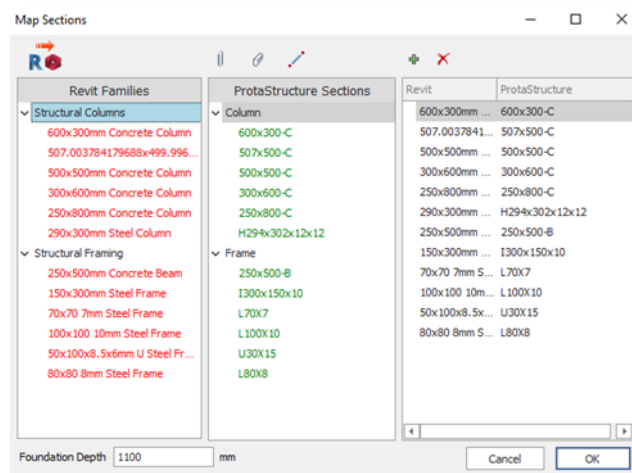 Map Sections
R
Revit Families
Structural Columns
600x300mm Concrete Column
507.003784179688x499.996...
500x500mm Concrete Column
300x600mm Concrete Column
250x800mm Concrete Column
290x300mm Steel Column
Structural Framing
250x500mm Concrete Beam
150x300mm Steel Frame
70x70 7mm Steel Frame
100x100 10mm Steel Frame
50x100x8.5x6mm U Steel Fr...
80x80 8mm Steel Frame
ProtaStructure Sections
Column
600x300-C
507x500-C
500x500-C
300x600-C
250x800-C
H294x302x12x12
Frame
250x500-B
I300x150x10
L70X7
L100X10
U30X15
L80X8
Revit ProtaStructure
600x300mm ... 600x300-C
507.0037841... 507x500-C
500x500mm ... 500x500-C
300x600mm ... 300x600-C
250x800mm ... 250x800-C
290x300mm ... H294x302x12x12
250x500mm ... 250x500-B
150x300mm ... I300x150x10
70x70 7mm S... L70X7
100x100 10m... L100X10
50x100x8.5x... U30X15
80x80 8mm S... L80X8
Foundation Depth 1100 mm
Cancel OK